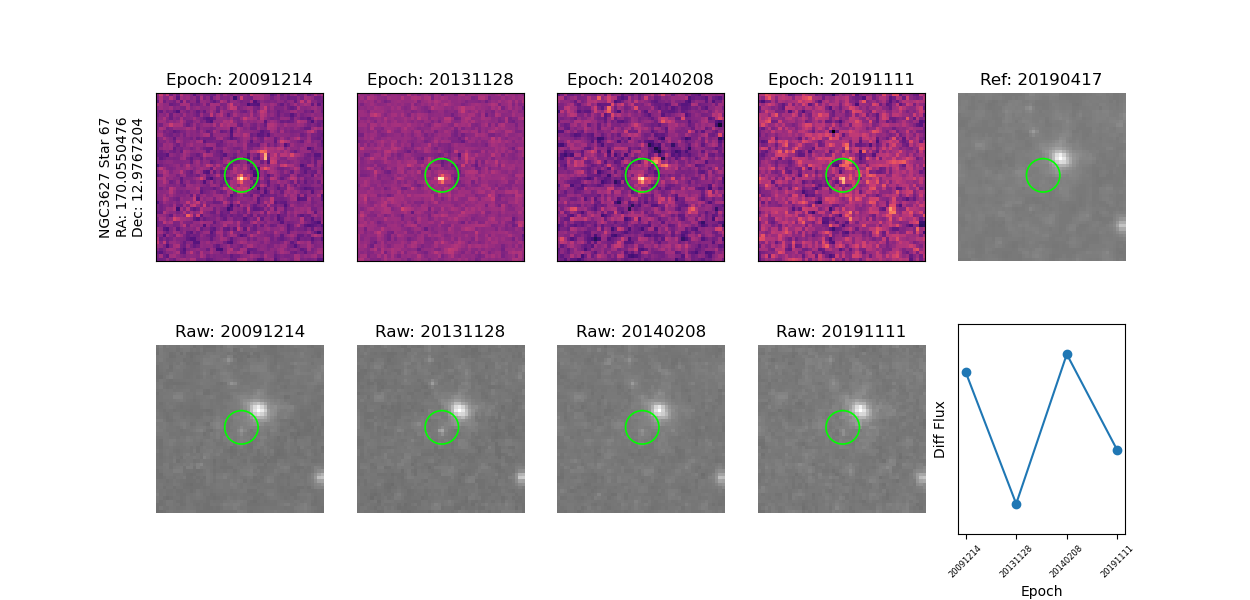 NGC3627 Star 67
RA: 170.0550476
Dec: 12.9767204
Epoch: 20091214
Epoch: 20131128
Epoch: 20140208
Epoch: 20191111
Ref: 20190417
Raw: 20091214
Raw: 20131128
Raw: 20140208
Raw: 20191111
Diff Flux
20091214
20131128
20140208
20191111
Epoch